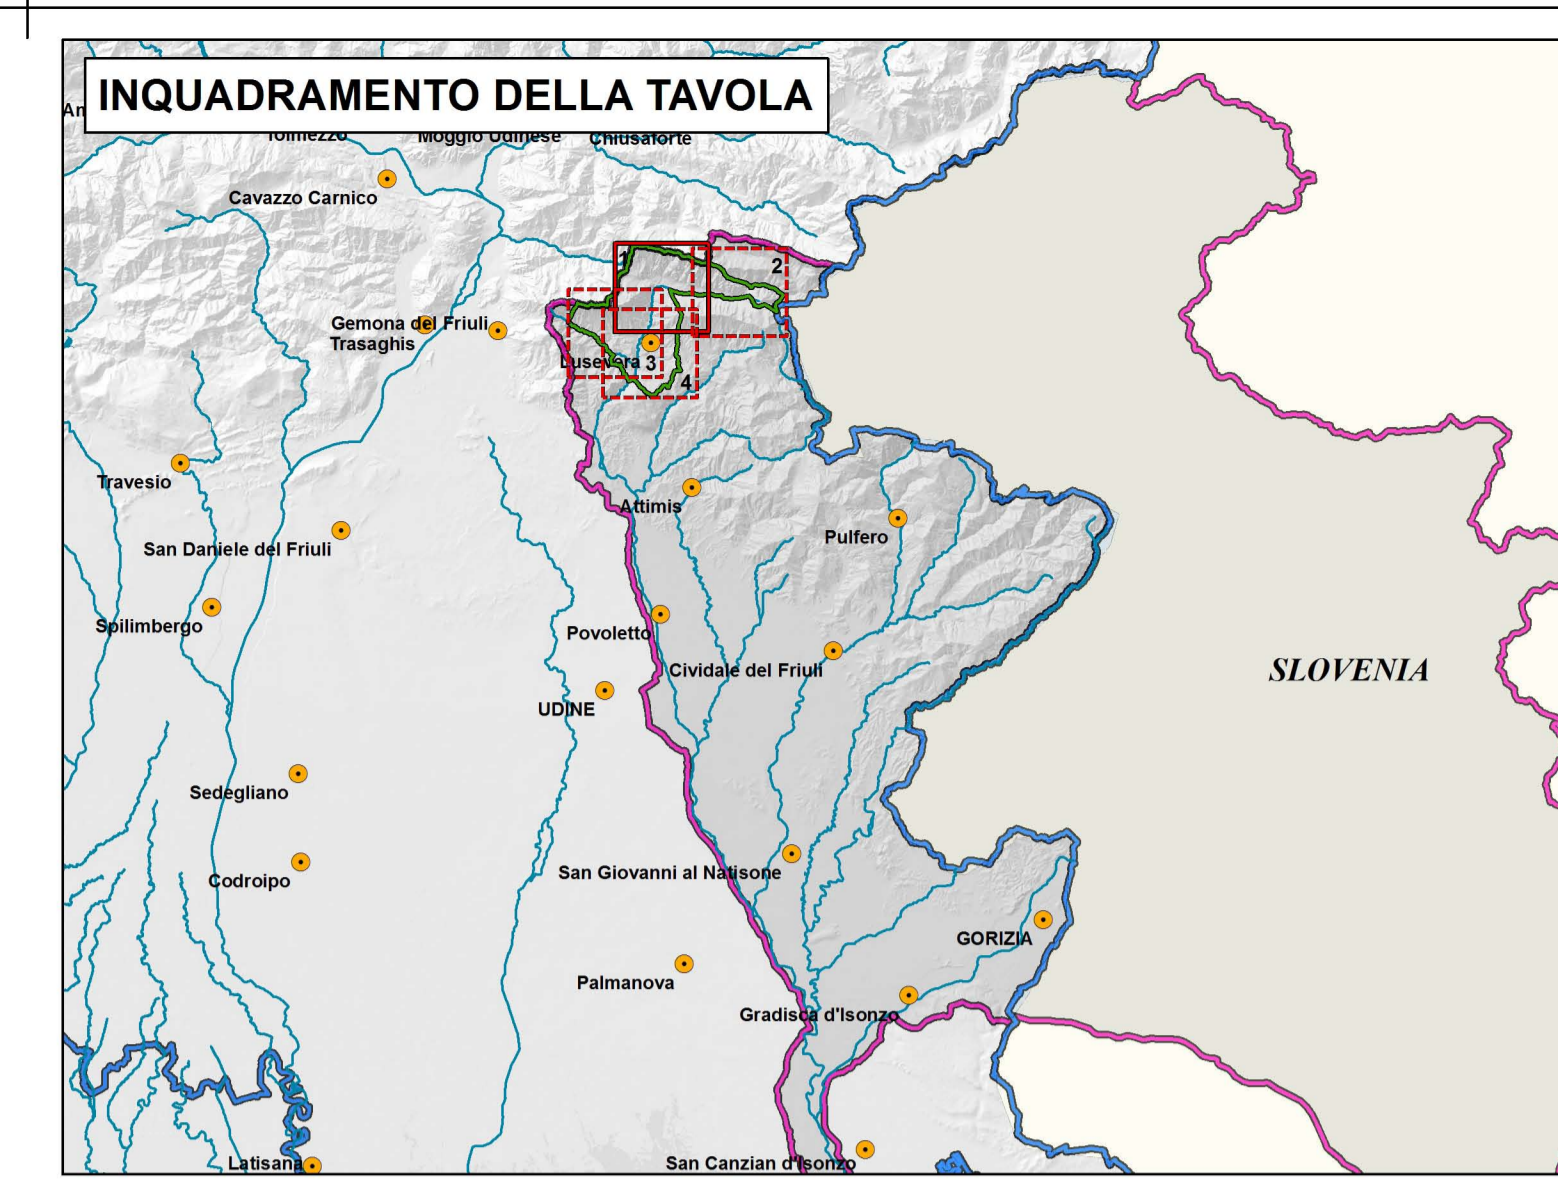 INQUADRAMENTO DELLA TAVOLA
Tolmezzo
Moggio Udinese
Chiusaforte
Cavazzo Carnico
1
2
Gemona del Friuli
Trasaghis
Lusevera
3
4
Travesio
Attimis
San Daniele del Friuli
Pulfero
Spilimbergo
Povoletto
Cividale del Friuli
SLOVENIA
UDINE
Sedegliano
San Giovanni al Natisone
Codroipo
GORIZIA
Palmanova
Gradisca d'Isonzo
Latisana
San Canzian d'Isonzo